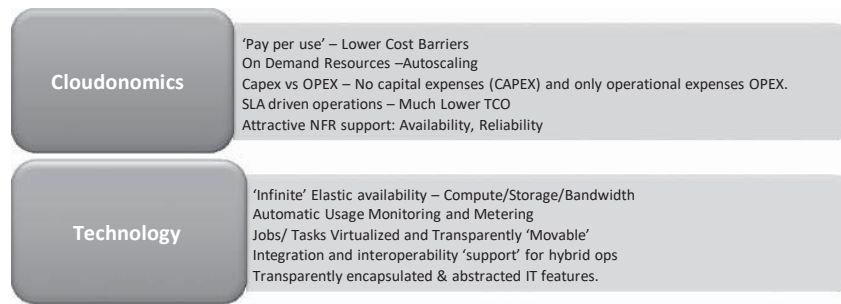 Cloudonomics
‘Pay per use’ – Lower Cost Barriers
On Demand Resources –Autoscaling
Capex vs OPEX – No capital expenses (CAPEX) and only operational expenses OPEX.
SLA driven operations – Much Lower TCO
Attractive NFR support: Availability, Reliability
Technology
‘Infinite’ Elastic availability – Compute/Storage/Bandwidth
Automatic Usage Monitoring and Metering
Jobs/ Tasks Virtualized and Transparently ‘Movable’
Integration and interoperability ‘support’ for hybrid ops
Transparently encapsulated & abstracted IT features.